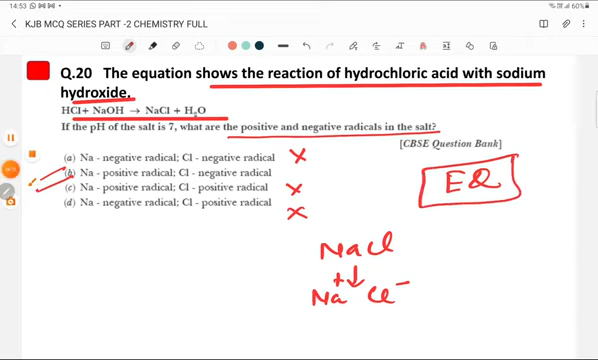 14:53
60%
KJB MCQ SERIES PART -2 CHEMISTRY FULL
Q.20 The equation shows the reaction of hydrochloric acid with sodium
hydroxide.
HCl + NaOH → NaCl + H₂O
If the pH of the salt is 7, what are the positive and negative radicals in the salt?
[CBSE Question Bank]
(a) Na - negative radical; Cl - negative radical
(b) Na - positive radical; Cl - negative radical
(c) Na - positive radical; Cl - positive radical
(d) Na - negative radical; Cl - positive radical
EQ
NaCl
Na⁺ Cl⁻